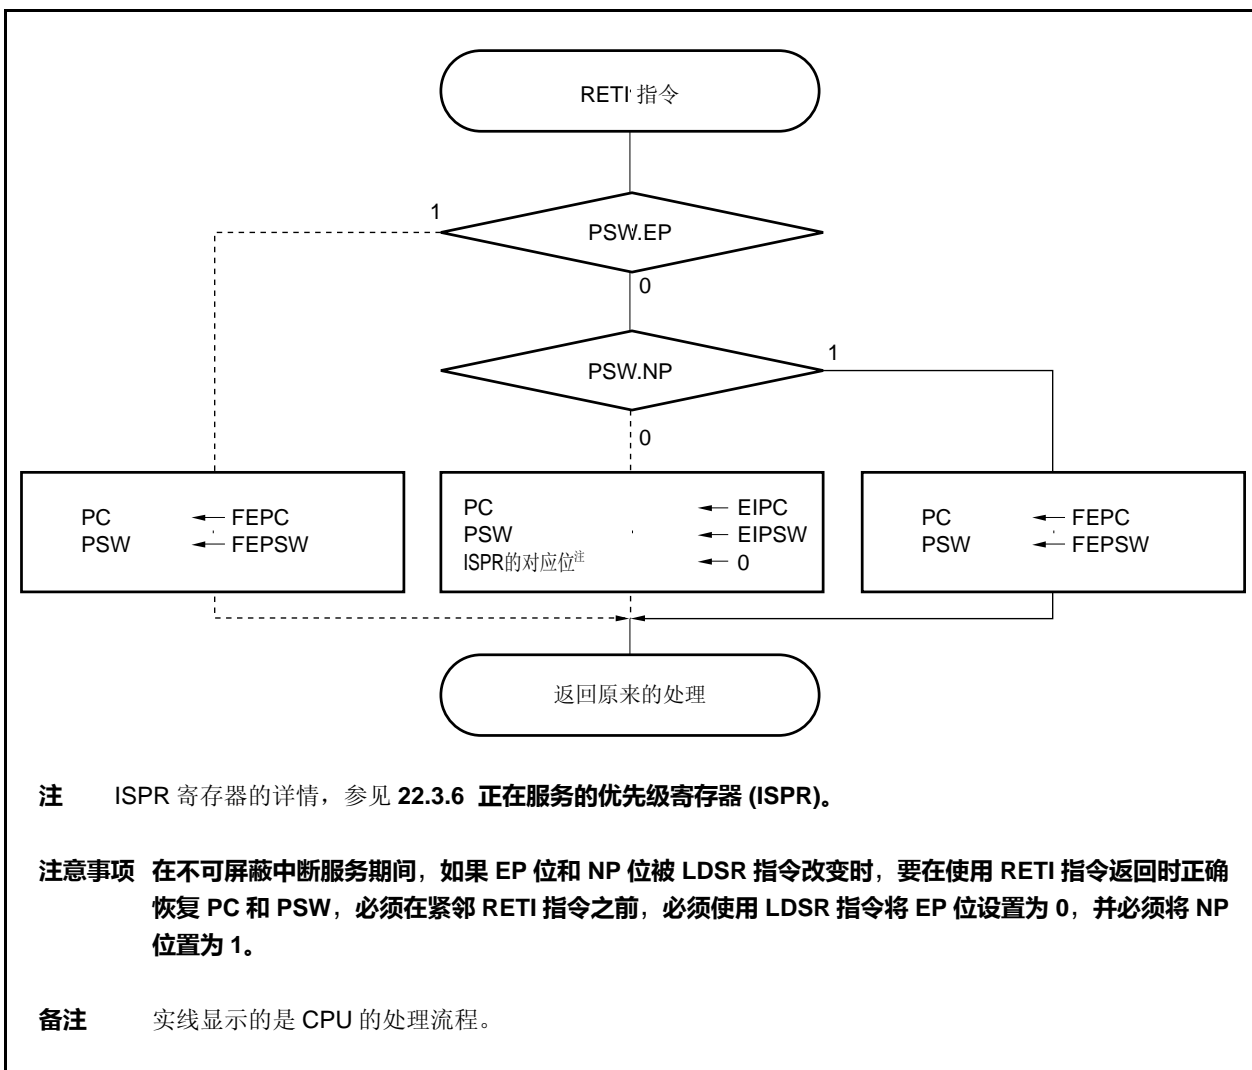 RETI 指令
1
PSW.EP
0
1
PSW.NP
0
PC ← FEPC
PSW ← FEPSW
PC ← EIPC
PSW ← EIPSW
ISPR的对应位注 ← 0
PC ← FEPC
PSW ← FEPSW
返回原来的处理
注 ISPR 寄存器的详情，参见 22.3.6 正在服务的优先级寄存器 (ISPR)。
注意事项 在不可屏蔽中断服务期间，如果 EP 位和 NP 位被 LDSR 指令改变时，要在使用 RETI 指令返回时正确
恢复 PC 和 PSW，必须在紧邻 RETI 指令之前，必须使用 LDSR 指令将 EP 位设置为 0，并必须将 NP
位置为 1。
备注 实线显示的是 CPU 的处理流程。